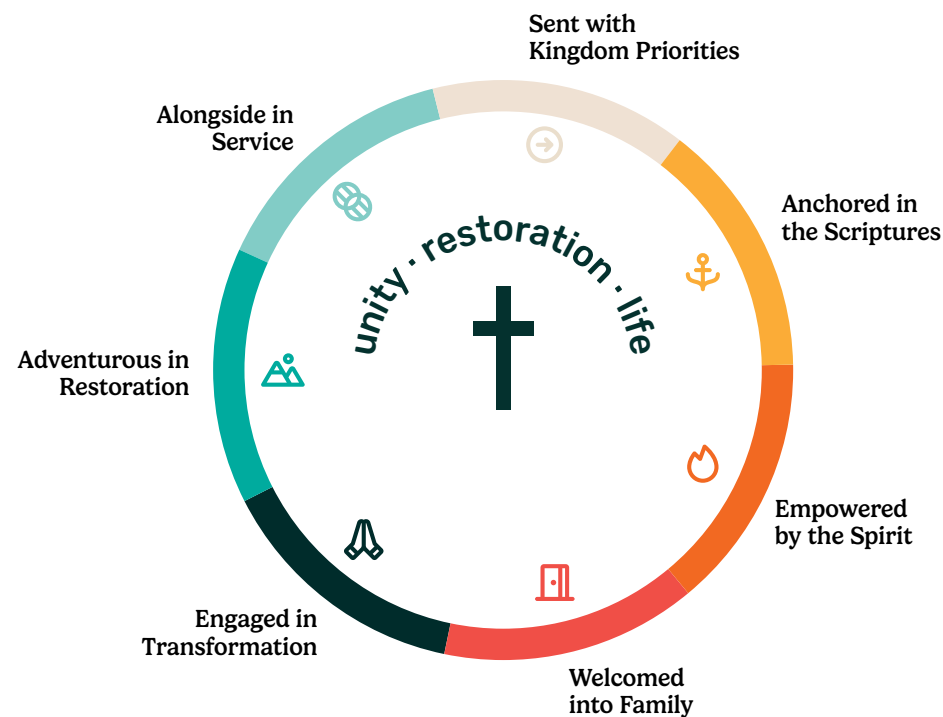 Sent with
Kingdom Priorities
Alongside in
Service
Anchored in
the Scriptures
unity · restoration · life
Adventurous in
Restoration
Empowered
by the Spirit
Engaged in
Transformation
Welcomed
into Family